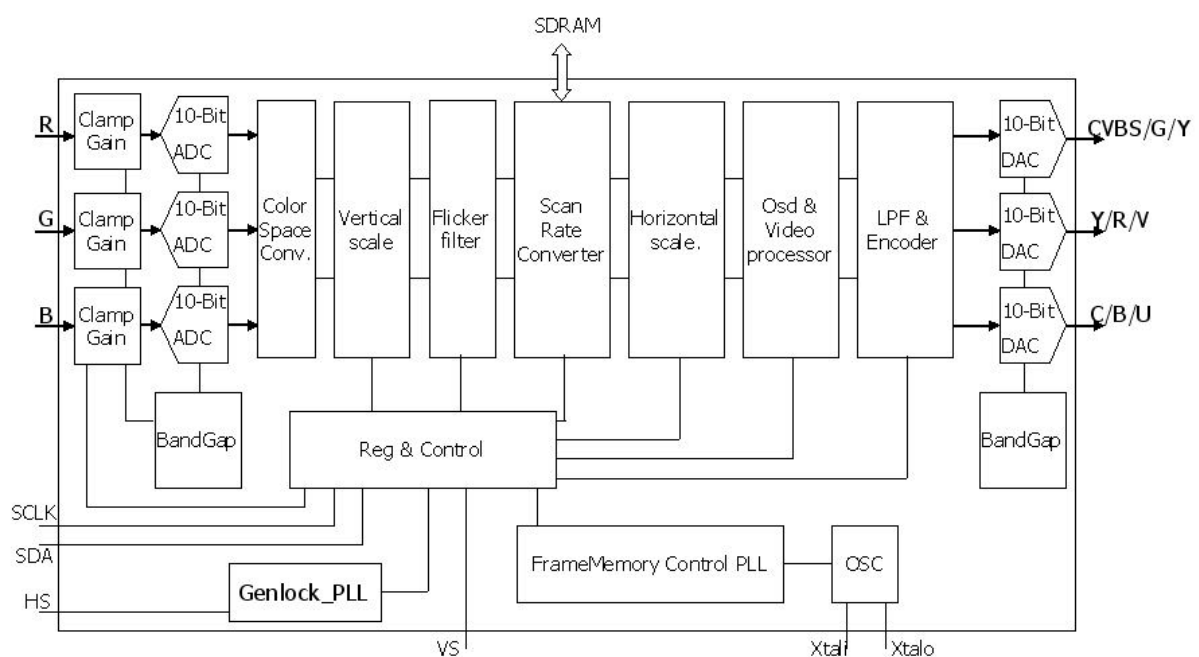 SDRAM
R
Clamp
Gain
10-Bit
ADC
G
Clamp
Gain
10-Bit
ADC
B
Clamp
Gain
10-Bit
ADC
BandGap
Color
Space
Conv.
Vertical
scale
Flicker
filter
Scan
Rate
Converter
Horizontal
scale.
Osd &
Video
processor
LPF &
Encoder
10-Bit
DAC
CVBS/G/Y
10-Bit
DAC
Y/R/V
10-Bit
DAC
C/B/U
BandGap
Reg & Control
SCLK
SDA
HS
Genlock_PLL
FrameMemory Control PLL
OSC
VS
Xtali
Xtalo